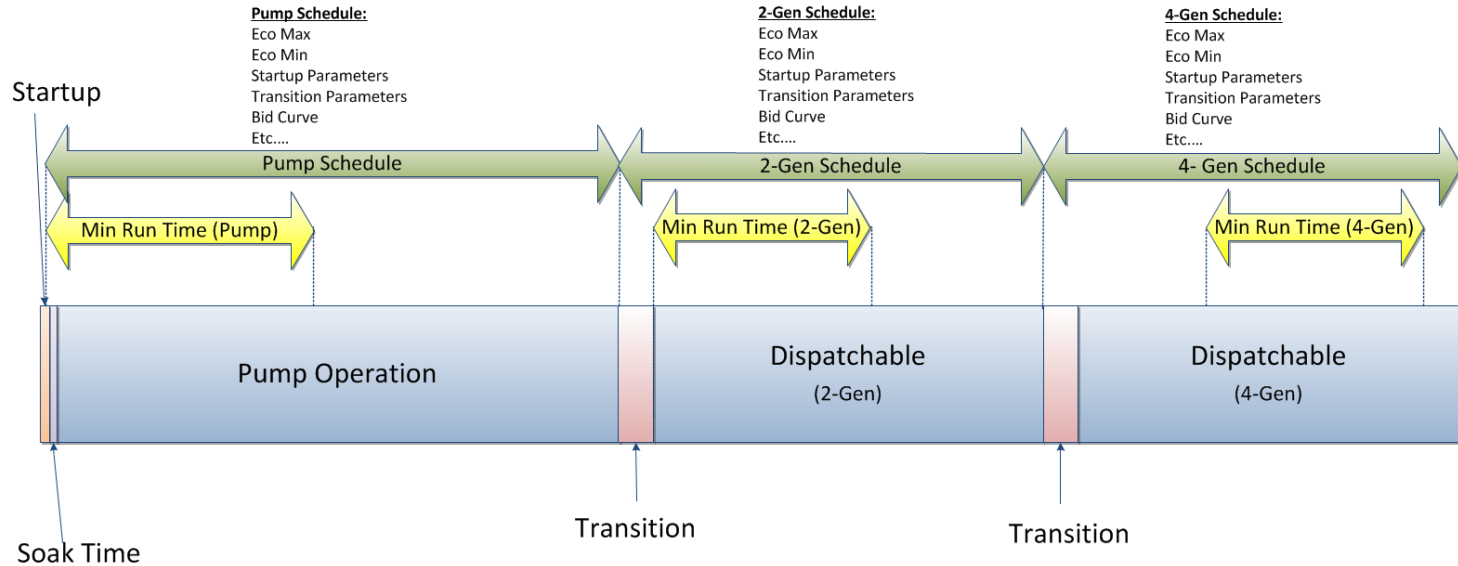 Pump Schedule:
Eco Max
Eco Min
Startup Parameters
Transition Parameters
Bid Curve
Etc....
2-Gen Schedule:
Eco Max
Eco Min
Startup Parameters
Transition Parameters
Bid Curve
Etc....
4-Gen Schedule:
Eco Max
Eco Min
Startup Parameters
Transition Parameters
Bid Curve
Etc....
Startup
Pump Schedule
2-Gen Schedule
4- Gen Schedule
Min Run Time (Pump)
Min Run Time (2-Gen)
Min Run Time (4-Gen)
Pump Operation
Dispatchable
(2-Gen)
Dispatchable
(4-Gen)
Transition
Transition
Soak Time